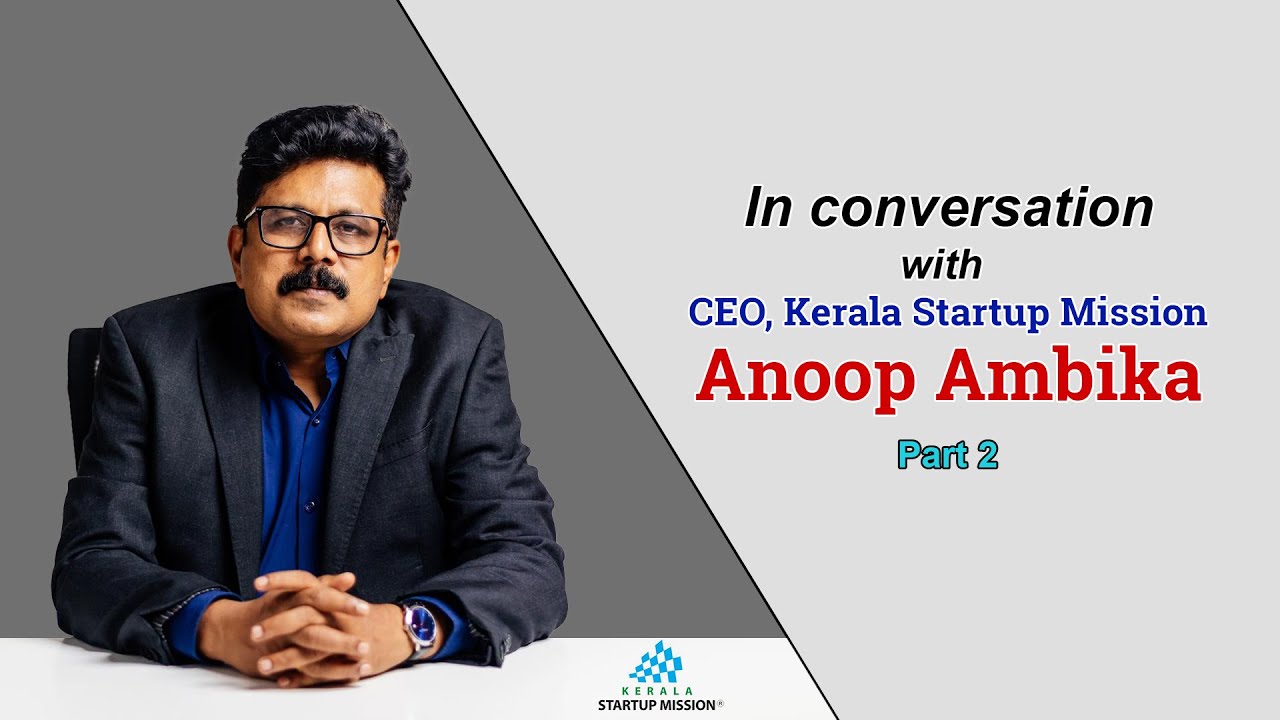 In conversation
with
CEO, Kerala Startup Mission
Anoop Ambika
Part 2
KERALA
STARTUP MISSION®